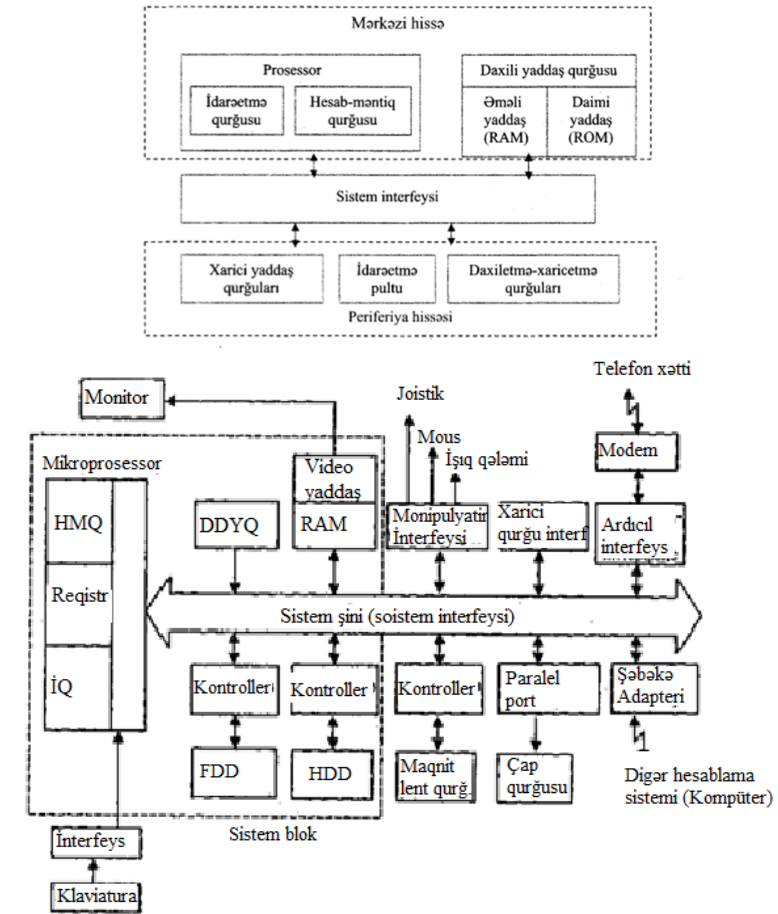 Mərkəzi hissə
Prosessor
İdarəetmə
qurğusu
Hesab-məntiq
qurğusu
Daxili yaddaş qurğusu
Əməli
yaddaş
(RAM)
Daimi
yaddaş
(ROM)
Sistem interfeysi
Xarici yaddaş
qurğuları
İdarəetmə
pultu
Daxiletmə-xaricetmə
qurğuları
Periferiya hissəsi
Telefon xətti
Joistik
Monitor
Mous
İşıq qələmi
Modem
Mikroprosessor
Video
yaddaş
RAM
HMQ
DDYQ
Monipulyatir
İnterfeysi
Xarici
qurğu interf
Ardıcıl
interfeys
Reqistr
Sistem şini (soistem interfeysi)
İQ
Kontroller
Kontroller
Kontroller
Paralel
port
Şəbəkə
Adapteri
FDD
HDD
Maqnit
lent qurğ.
Çap
qurğusu
Digər hesablama
sistemi (Kompüter)
Sistem blok
İnterfeys
Klaviatura